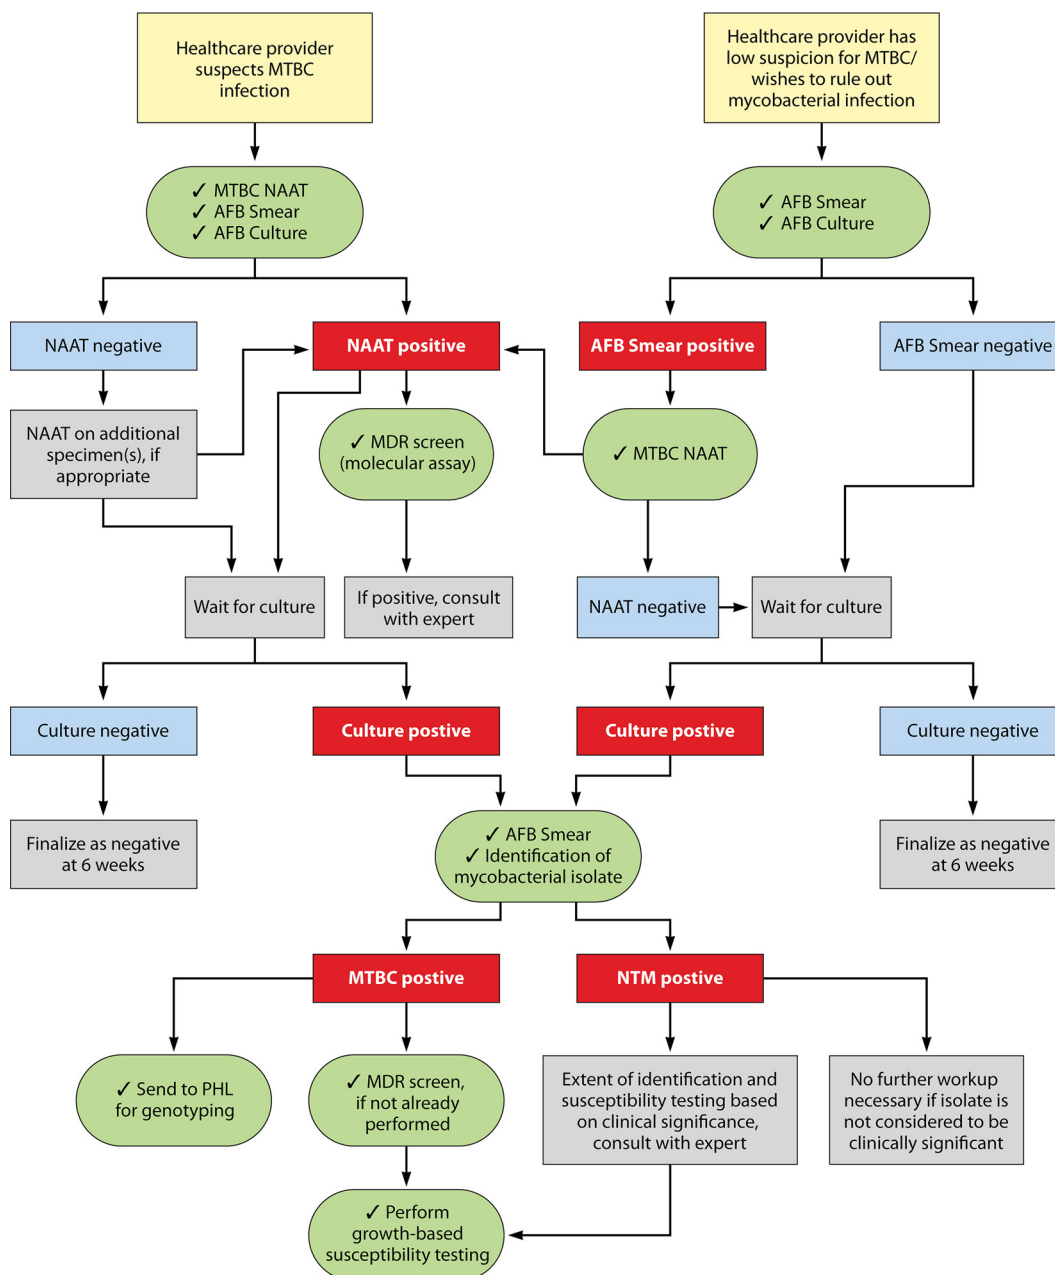 Healthcare provider
suspects MTBC
infection
Healthcare provider has
low suspicion for MTBC/
wishes to rule out
mycobacterial infection
✓ MTBC NAAT
✓ AFB Smear
✓ AFB Culture
✓ AFB Smear
✓ AFB Culture
NAAT negative
NAAT positive
AFB Smear positive
AFB Smear negative
NAAT on additional
specimen(s), if
appropriate
✓ MDR screen
(molecular assay)
✓ MTBC NAAT
Wait for culture
If positive, consult
with expert
NAAT negative
Wait for culture
Culture negative
Culture postive
Culture postive
Culture negative
Finalize as negative
at 6 weeks
✓ AFB Smear
✓ Identification of
mycobacterial isolate
Finalize as negative
at 6 weeks
MTBC postive
NTM postive
✓ Send to PHL
for genotyping
✓ MDR screen,
if not already
performed
Extent of identification and
susceptibility testing based
on clinical significance,
consult with expert
No further workup
necessary if isolate is
not considered to be
clinically significant
✓ Perform
growth-based
susceptibility testing